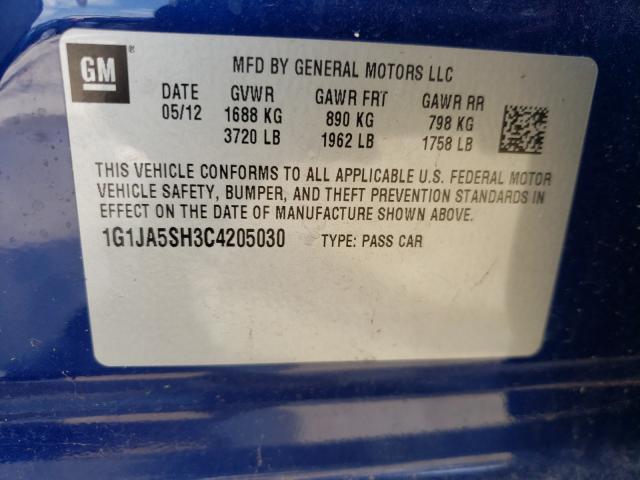 GM ® MFD BY GENERAL MOTORS LLC
DATE GVWR GAWR FRT GAWR RR
05/12 1688 KG 890 KG 798 KG
3720 LB 1962 LB 1758 LB
THIS VEHICLE CONFORMS TO ALL APPLICABLE U.S. FEDERAL MOTOR
VEHICLE SAFETY, BUMPER, AND THEFT PREVENTION STANDARDS IN
EFFECT ON THE DATE OF MANUFACTURE SHOWN ABOVE.
1G1JA5SH3C4205030 TYPE: PASS CAR